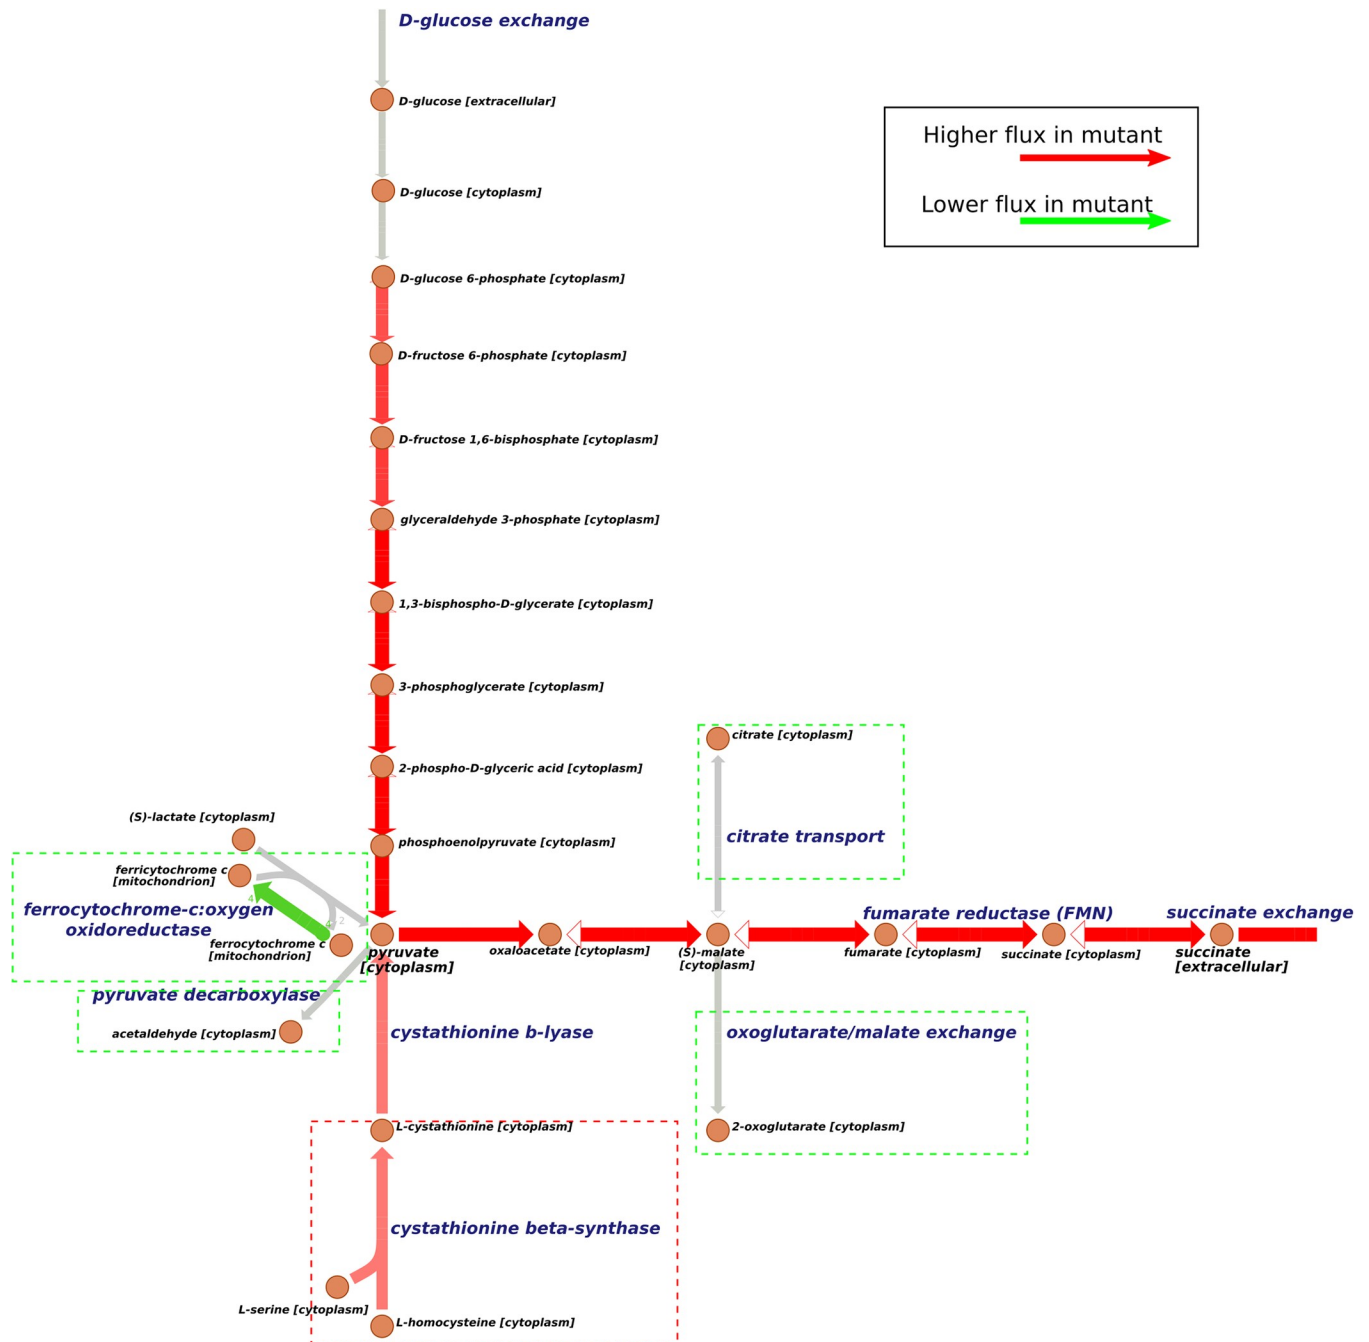 D-glucose exchange
D-glucose [extracellular]
Higher flux in mutant
D-glucose [cytoplasm]
Lower flux in mutant
D-glucose 6-phosphate [cytoplasm]
D-fructose 6-phosphate [cytoplasm]
D-fructose 1,6-bisphosphate [cytoplasm]
glyceraldehyde 3-phosphate [cytoplasm]
1,3-bisphospho-D-glycerate [cytoplasm]
3-phosphoglycerate [cytoplasm]
2-phospho-D-glyceric acid [cytoplasm]
phosphoenolpyruvate [cytoplasm]
(S)-lactate [cytoplasm]
ferricytochrome c
[mitochondrion]
4
ferrocytochrome-c:oxygen
oxidoreductase
4
2
ferrocytochrome c
[mitochondrion]
pyruvate
[cytoplasm]
pyruvate decarboxylase
acetaldehyde [cytoplasm]
citrate [cytoplasm]
citrate transport
oxaloacetate [cytoplasm]
(S)-malate
[cytoplasm]
fumarate reductase (FMN)
fumarate [cytoplasm]
succinate [cytoplasm]
succinate exchange
succinate
[extracellular]
cystathionine b-lyase
oxoglutarate/malate exchange
L-cystathionine [cytoplasm]
2-oxoglutarate [cytoplasm]
cystathionine beta-synthase
L-serine [cytoplasm]
L-homocysteine [cytoplasm]